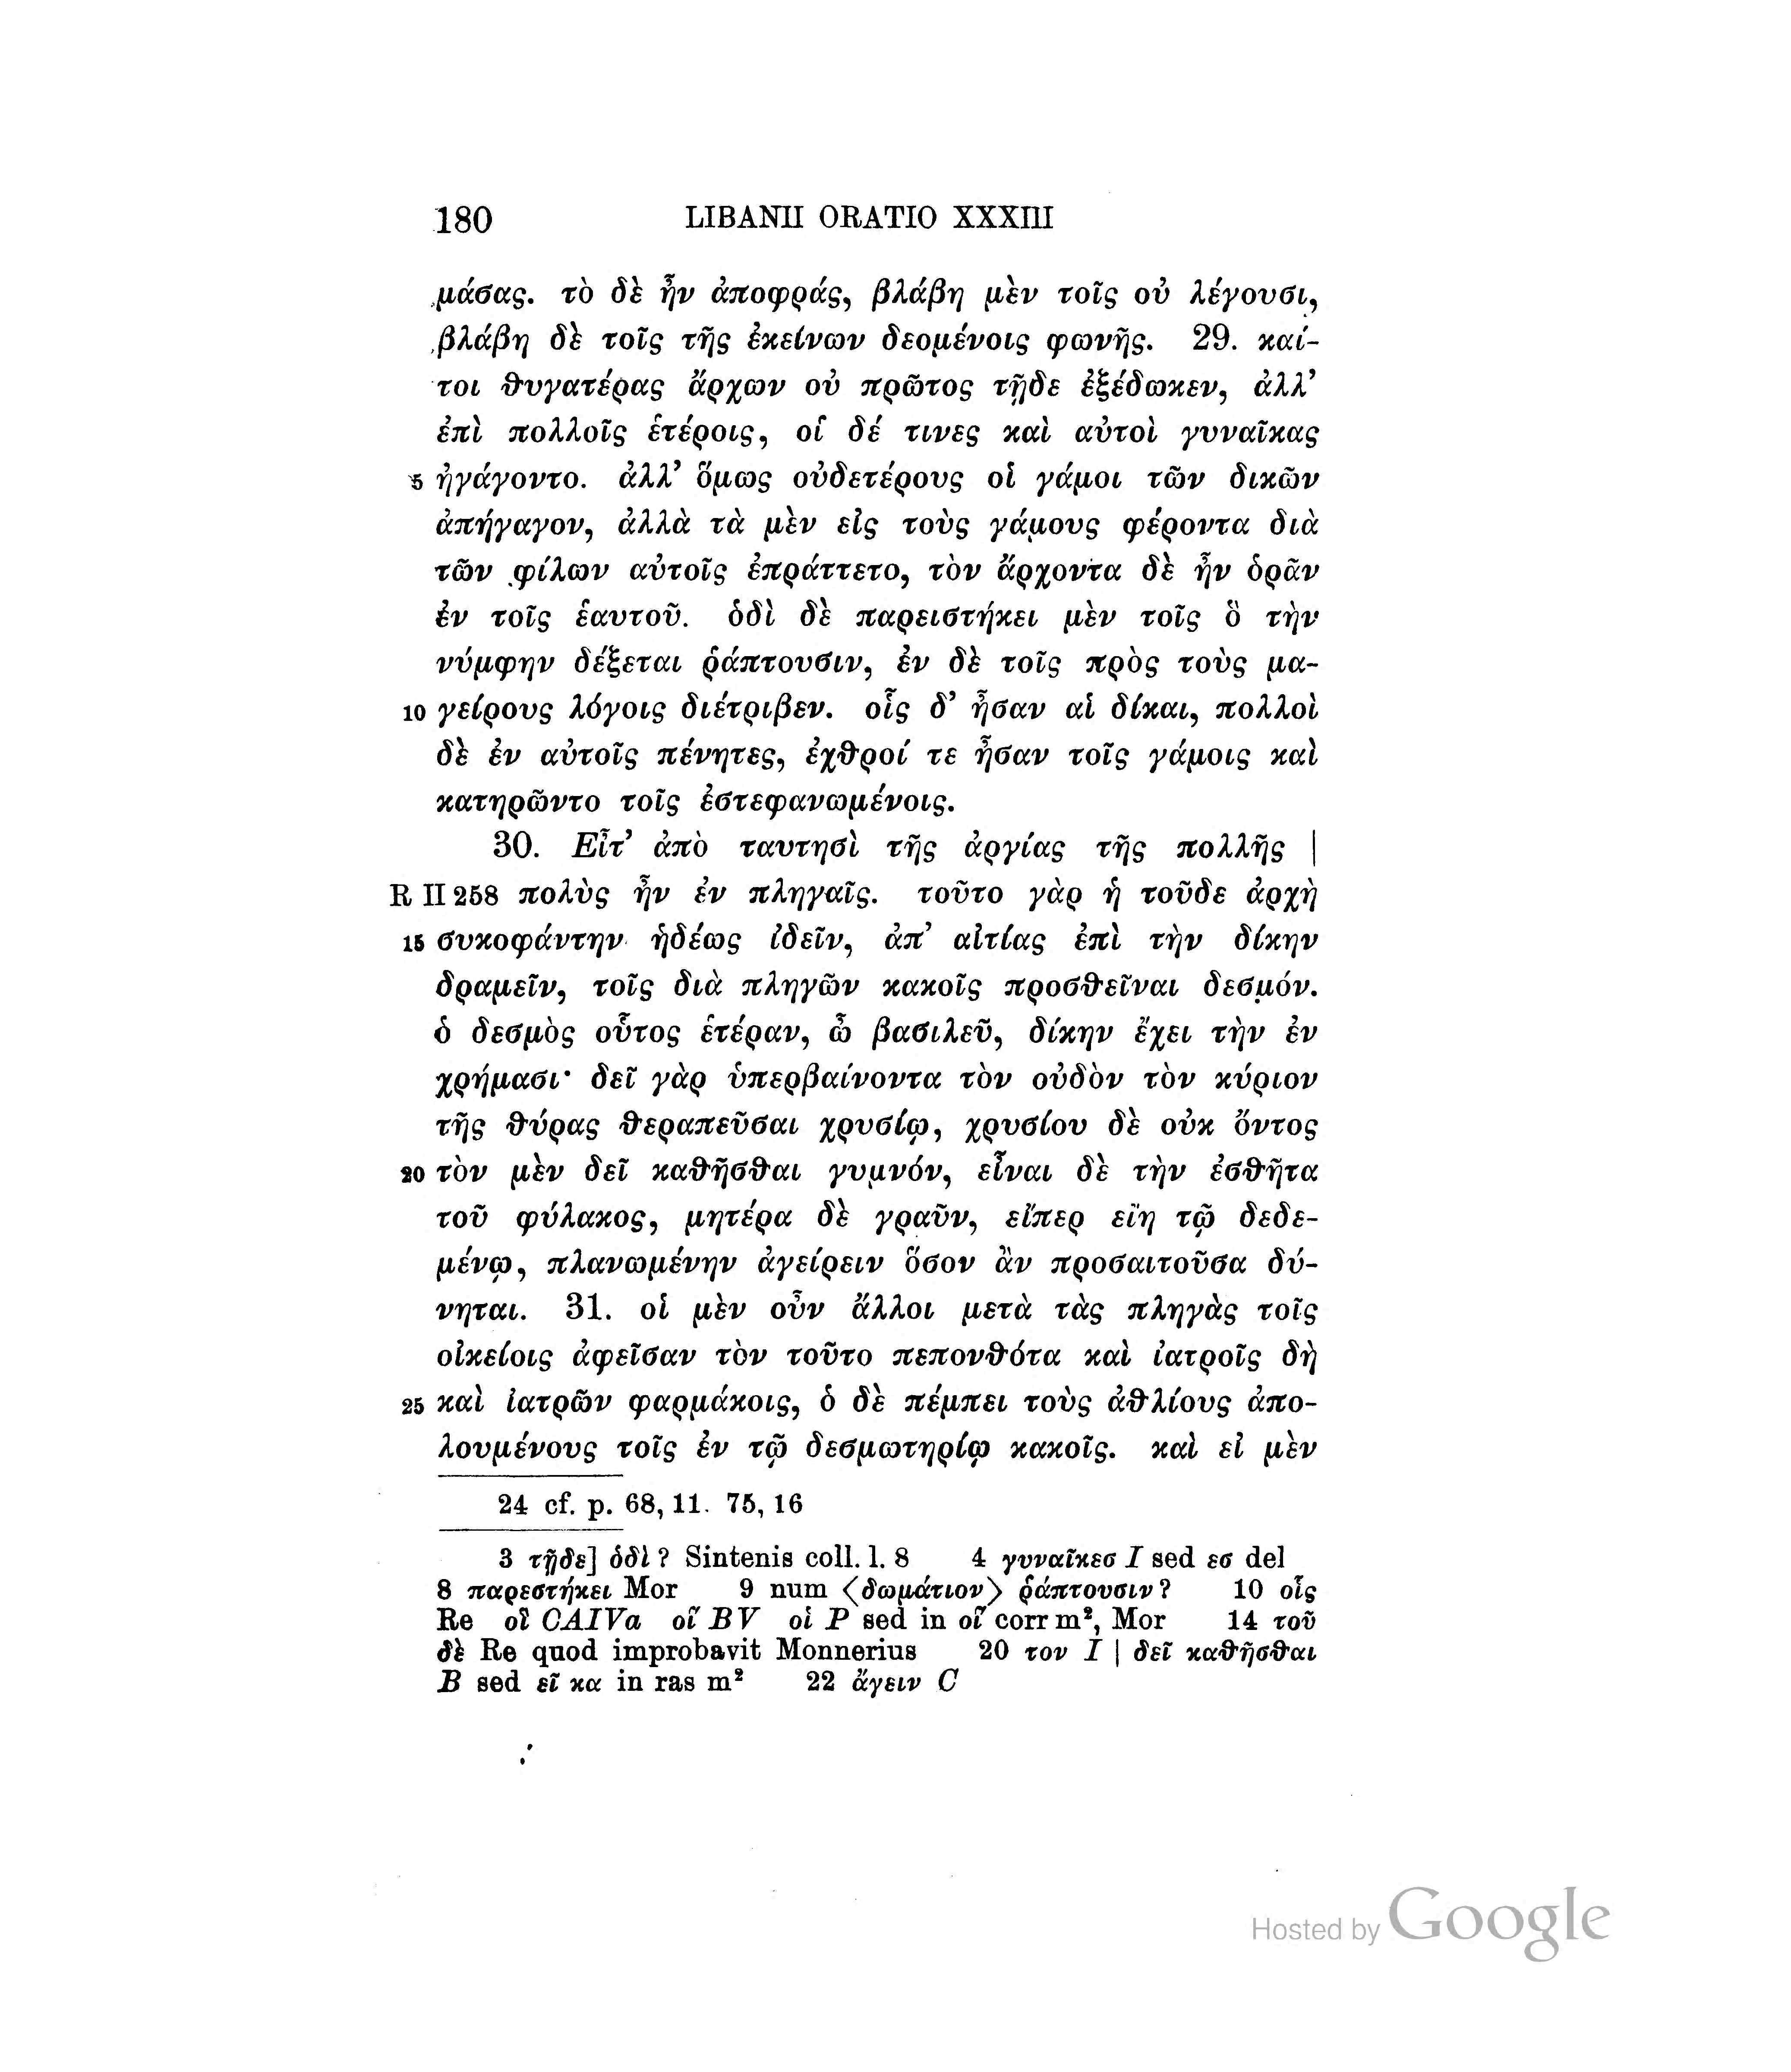 180 LIBANII ORATIO XXXIII
μάσας. τὸ δὲ ἦν ἀποφράς, βλάβη μὲν τοῖς οὐ λέγουσι,
βλάβη δὲ τοῖς τῆς ἐκείνων δεομένοις φωνῆς. 29. καί-
τοι θυγατέρας ἄρχων οὐ πρῶτος τῇδε ἐξέδωκεν, ἀλλ’
ἐπὶ πολλοῖς ἑτέροις, οἱ δέ τινες καὶ αὐτοὶ γυναῖκας
5 ἠγάγοντο. ἀλλ’ ὅμως οὐδετέρους οἱ γάμοι τῶν δικῶν
ἀπήγαγον, ἀλλὰ τὰ μὲν εἰς τοὺς γάμους φέροντα διὰ
τῶν φίλων αὐτοῖς ἐπράττετο, τὸν ἄρχοντα δὲ ἦν ὁρᾶν
ἐν τοῖς ἑαυτοῦ. ὁδὶ δὲ παρειστήκει μὲν τοῖς ὃ τὴν
νύμφην δέξεται ῥάπτουσιν, ἐν δὲ τοῖς πρὸς τοὺς μα-
10 γείρους λόγοις διέτριβεν. οἷς δ’ ἦσαν αἱ δίκαι, πολλοὶ
δὲ ἐν αὐτοῖς πένητες, ἐχθροί τε ἦσαν τοῖς γάμοις καὶ
κατηρῶντο τοῖς ἐστεφανωμένοις.
30. Εἶτ’ ἀπὸ ταυτησὶ τῆς ἀργίας τῆς πολλῆς |
R II 258 πολὺς ἦν ἐν πληγαῖς. τοῦτο γὰρ ἡ τοῦδε ἀρχὴ
15 συκοφάντην ἡδέως ἰδεῖν, ἀπ’ αἰτίας ἐπὶ τὴν δίκην
δραμεῖν, τοῖς διὰ πληγῶν κακοῖς προσθεῖναι δεσμόν.
ὁ δεσμὸς οὗτος ἑτέραν, ὦ βασιλεῦ, δίκην ἔχει τὴν ἐν
χρήμασι· δεῖ γὰρ ὑπερβαίνοντα τὸν οὐδὸν τὸν κύριον
τῆς θύρας θεραπεῦσαι χρυσίῳ, χρυσίου δὲ οὐκ ὄντος
20 τὸν μὲν δεῖ καθῆσθαι γυμνόν, εἶναι δὲ τὴν ἐσθῆτα
τοῦ φύλακος, μητέρα δὲ γραῦν, εἴπερ εἴη τῷ δεδε-
μένῳ, πλανωμένην ἀγείρειν ὅσον ἂν προσαιτοῦσα δύ-
νηται. 31. οἱ μὲν οὖν ἄλλοι μετὰ τὰς πληγὰς τοῖς
οἰκείοις ἀφεῖσαν τὸν τοῦτο πεπονθότα καὶ ἰατροῖς δὴ
25 καὶ ἰατρῶν φαρμάκοις, ὁ δὲ πέμπει τοὺς ἀθλίους ἀπο-
λουμένους τοῖς ἐν τῷ δεσμωτηρίῳ κακοῖς. καὶ εἰ μὲν
24 cf. p. 68, 11. 75, 16
3 τῇδε] ὁδὶ? Sintenis coll. l. 8 4 γυναῖκεσ I sed εσ del
8 παρεστήκει Mor 9 num ⟨δωμάτιον⟩ ῥάπτουσιν? 10 οἷς
Re οἳ CAIVa οἵ BV οἱ P sed in οἵ corr m², Mor 14 τοῦ
δὲ Re quod improbavit Monnerius 20 τον I | δεῖ καθῆσθαι
B sed εῖ κα in ras m² 22 ἄγειν C
Hosted by Google